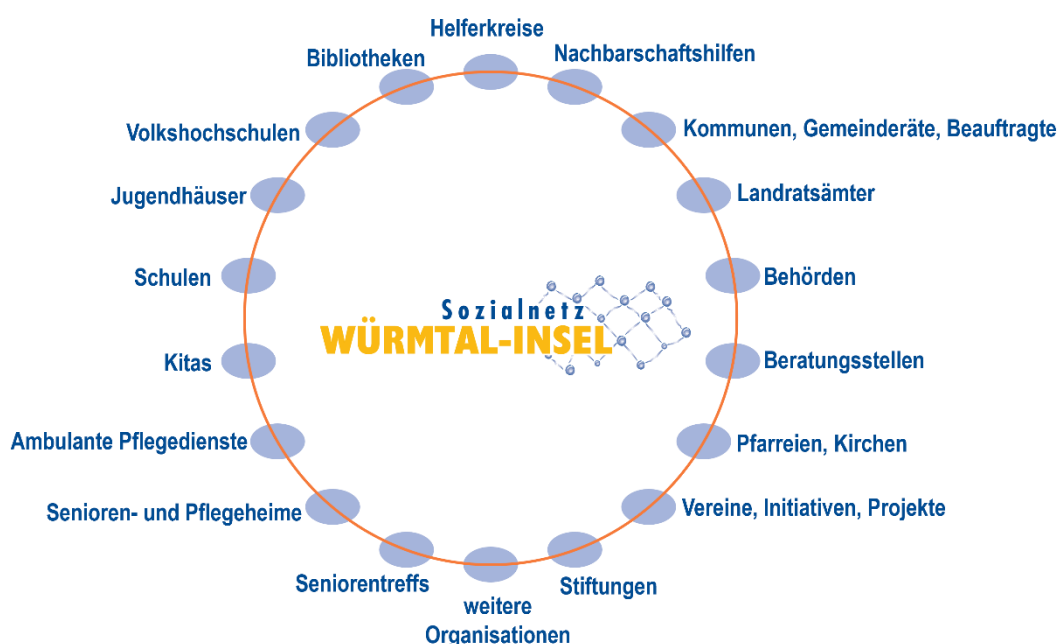 Helferkreise
Nachbarschaftshilfen
Kommunen, Gemeinderäte, Beauftragte
Landratsämter
Behörden
Beratungsstellen
Pfarreien, Kirchen
Vereine, Initiativen, Projekte
Stiftungen
weitere
Organisationen
Seniorentreffs
Senioren- und Pflegeheime
Ambulante Pflegedienste
Kitas
Schulen
Jugendhäuser
Volkshochschulen
Bibliotheken
Sozialnetz
WÜRMTAL-INSEL